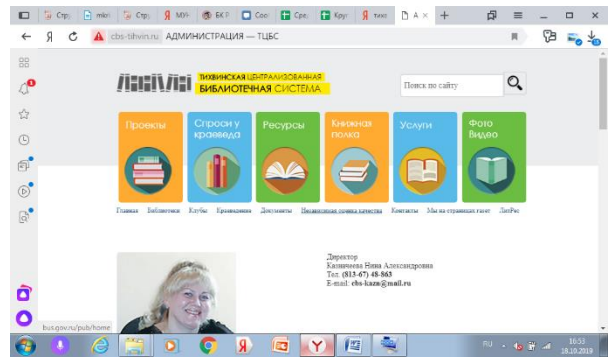 cbs-tihvin.ru АДМИНИСТРАЦИЯ — ТЦБС
ТИХВИНСКАЯ ЦЕНТРАЛИЗОВАННАЯ
БИБЛИОТЕЧНАЯ СИСТЕМА
Поиск по сайту
Проекты
Спроси у краеведа
Ресурсы
Книжная полка
Услуги
Фото Видео
Главная Библиотеки Клубы Краеведение Документы Независимая оценка качества Контакты Мы на страницах газет ЛитРес
Директор
Казначеева Нина Александровна
Тел. (813-67) 48-863
E-mail: cbs-kazn@mail.ru
bus.gov.ru/pub/home
RU
16:53
18.10.2019